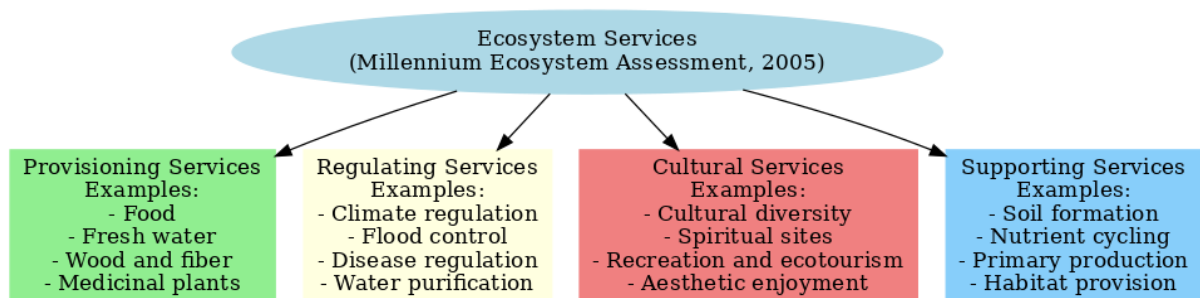 Ecosystem Services
(Millennium Ecosystem Assessment, 2005)
Provisioning Services
Examples:
- Food
- Fresh water
- Wood and fiber
- Medicinal plants
Regulating Services
Examples:
- Climate regulation
- Flood control
- Disease regulation
- Water purification
Cultural Services
Examples:
- Cultural diversity
- Spiritual sites
- Recreation and ecotourism
- Aesthetic enjoyment
Supporting Services
Examples:
- Soil formation
- Nutrient cycling
- Primary production
- Habitat provision